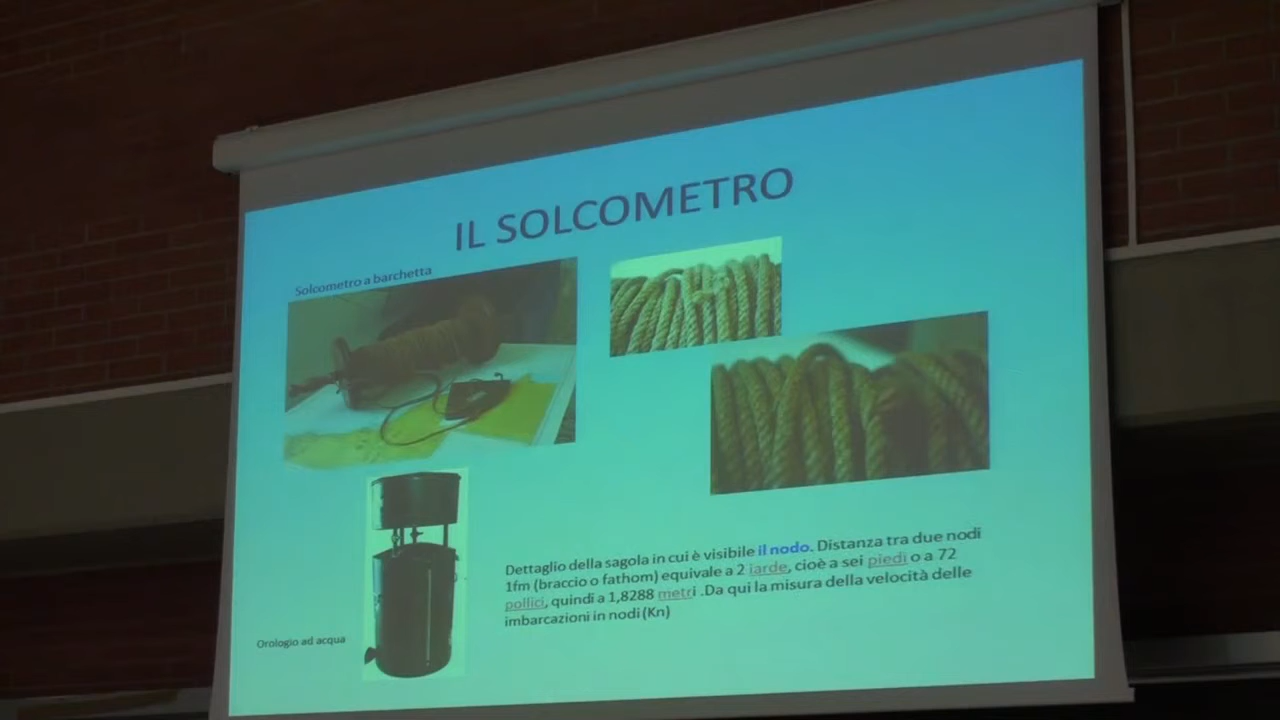 IL SOLCOMETRO
Solcometro a barchetta
Dettaglio della sagola in cui è visibile il nodo. Distanza tra due nodi
1fm (braccio o fathom) equivale a 2 iarde, cioè a sei piedi o a 72
pollici, quindi a 1,8288 metri .Da qui la misura della velocità delle
imbarcazioni in nodi (Kn)
Orologio ad acqua